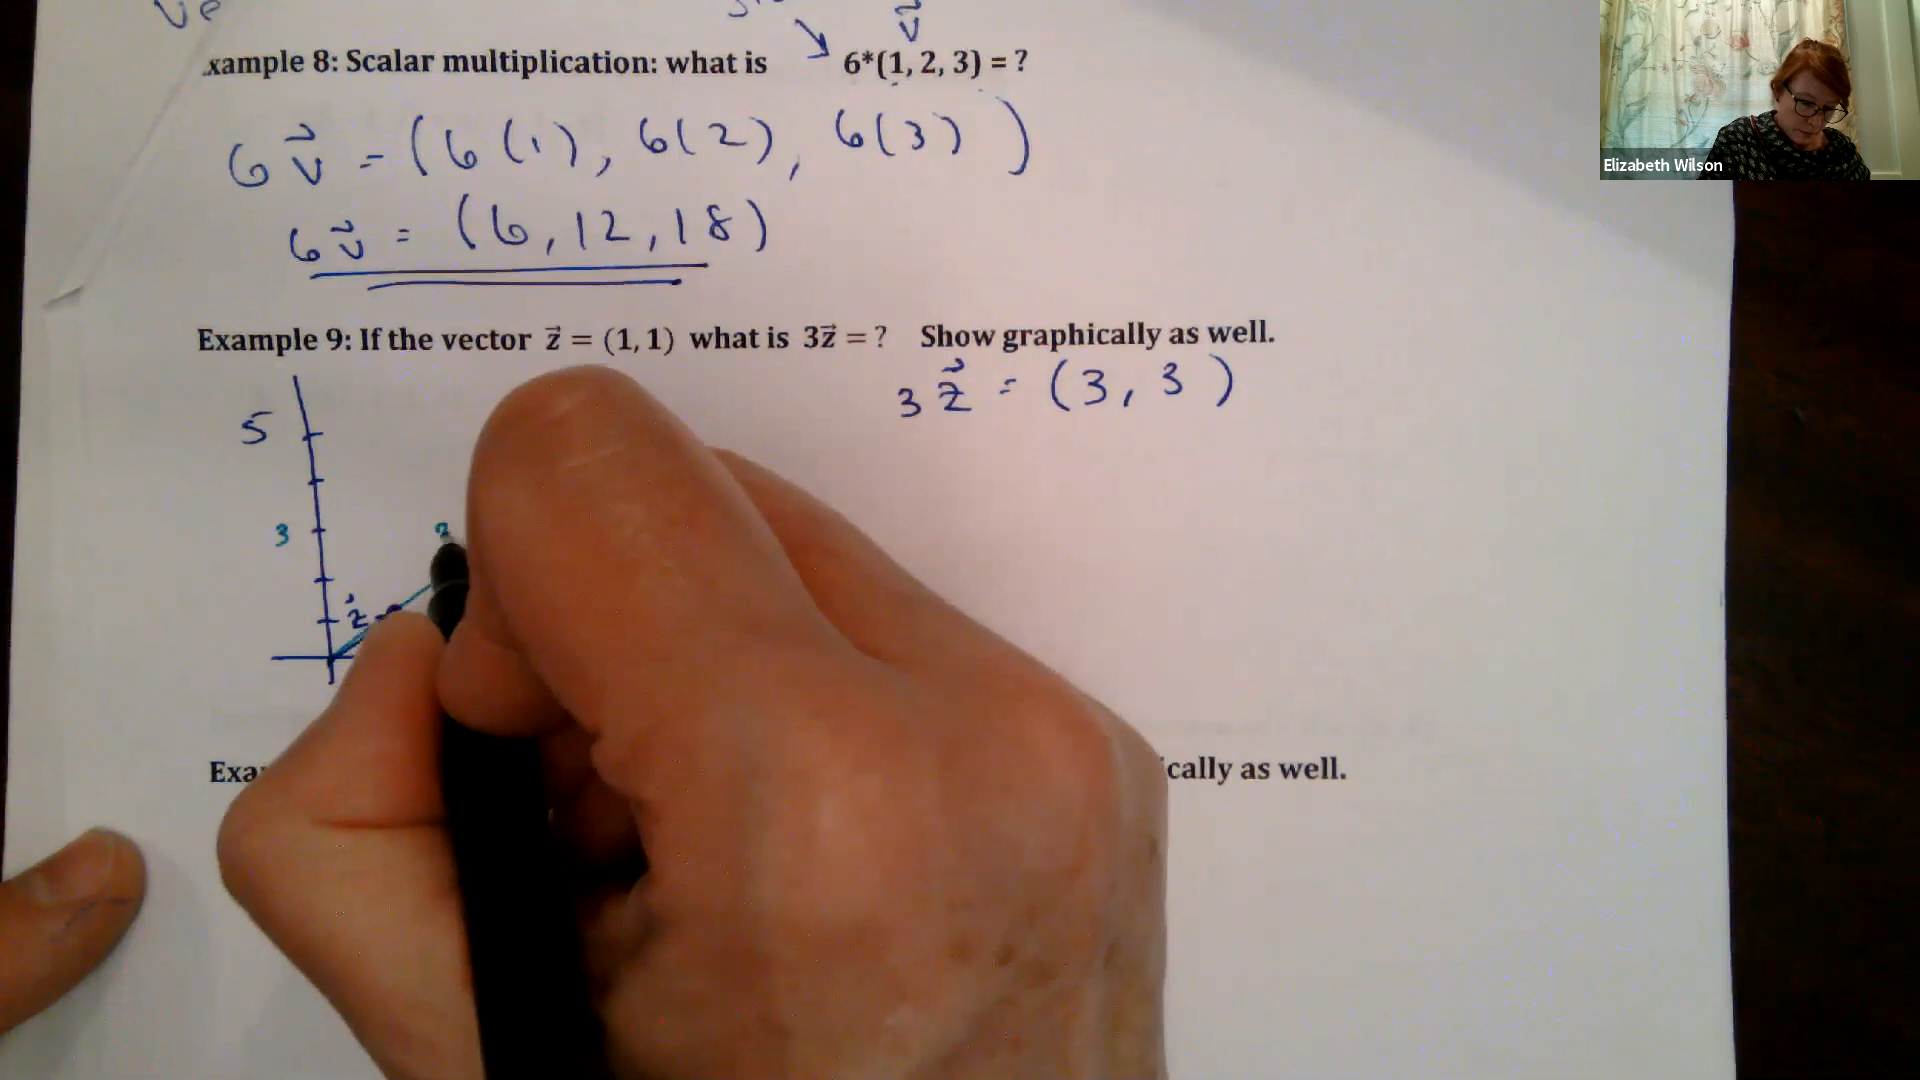 ve
v⃗
xample 8: Scalar multiplication: what is 6*(1, 2, 3) = ?
6v⃗ = (6(1), 6(2), 6(3))
6v⃗ = (6, 12, 18)
Elizabeth Wilson
Example 9: If the vector z⃗ = (1, 1) what is 3z⃗ = ? Show graphically as well.
3z⃗ = (3, 3)
5
3
z⃗
Exa
cally as well.